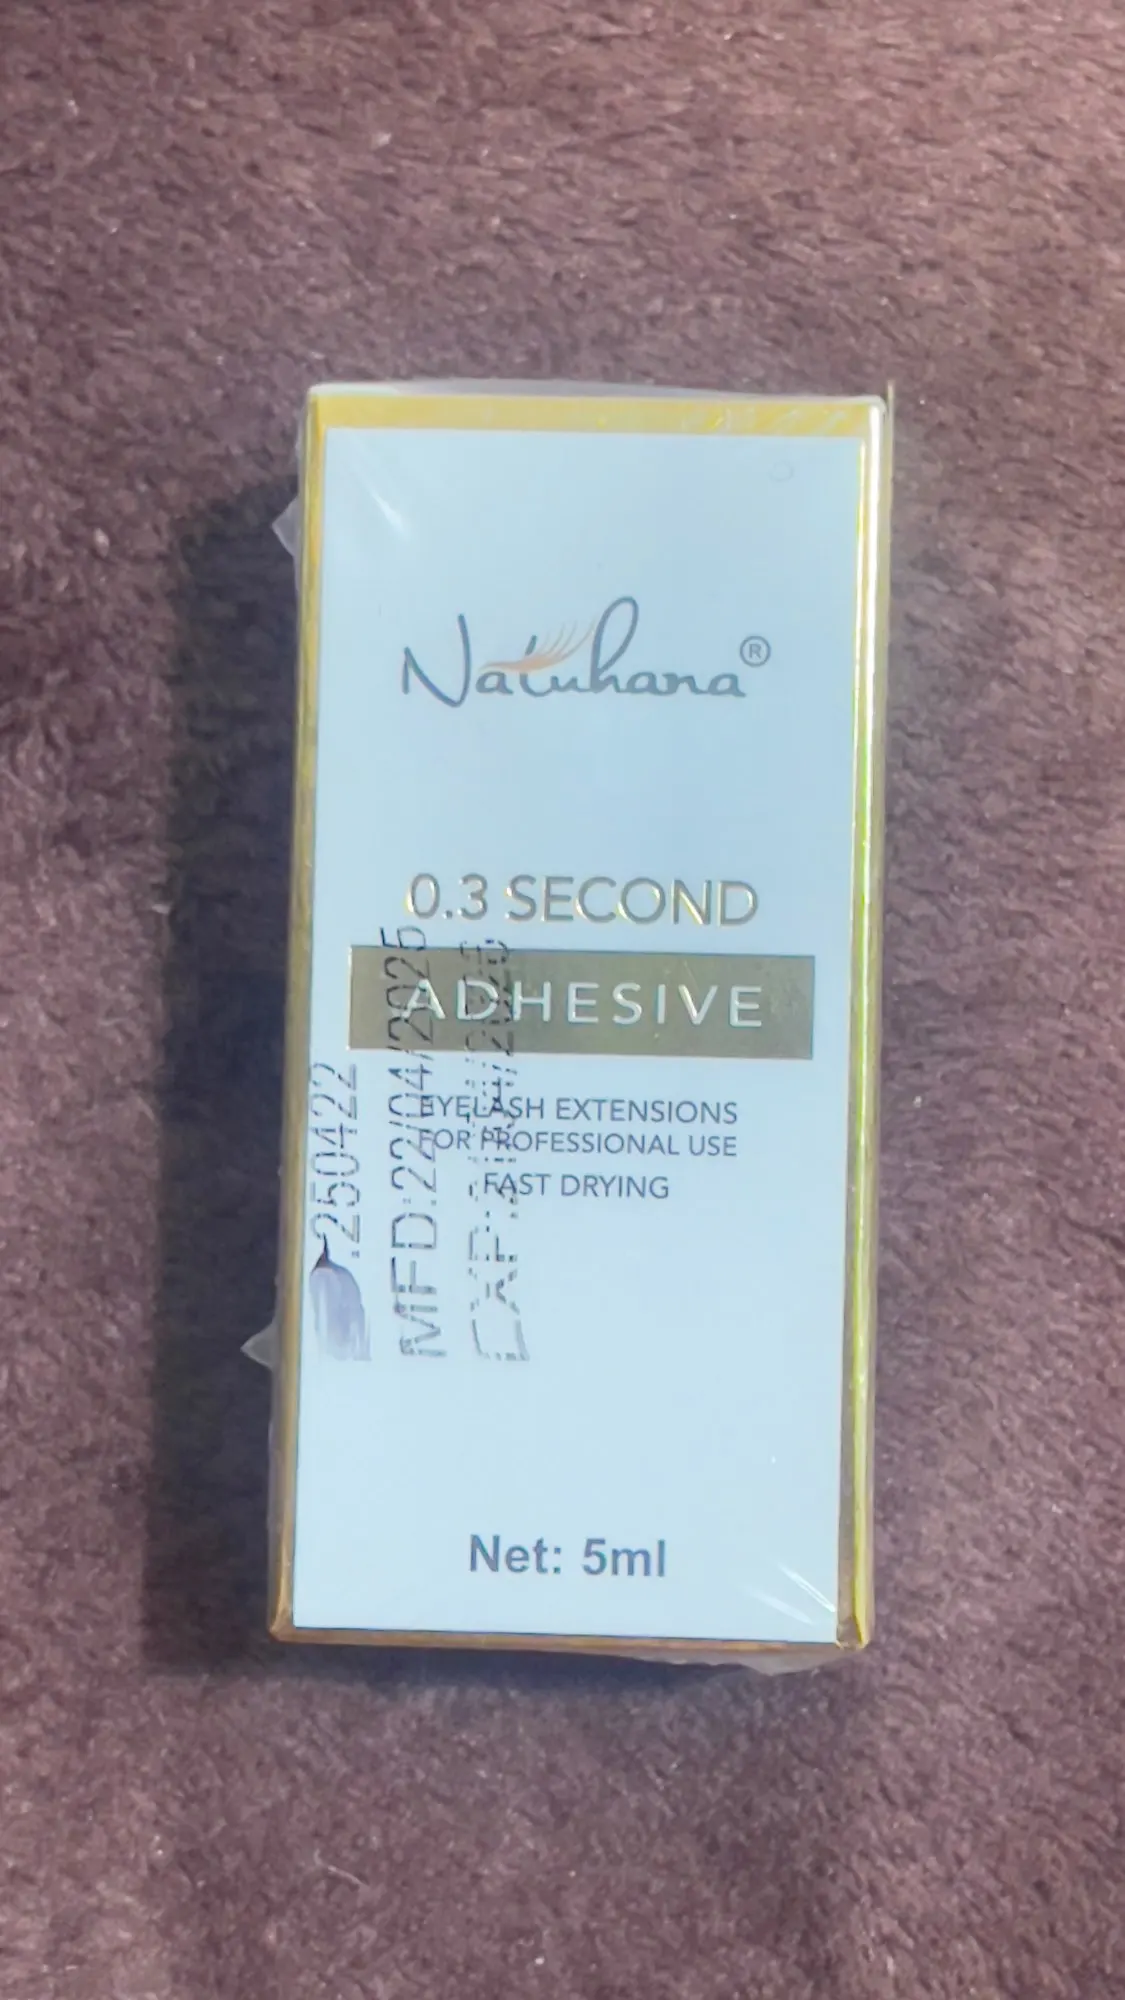 Natuhana®
0.3 SECOND
ADHESIVE
EYELASH EXTENSIONS
FOR PROFESSIONAL USE
FAST DRYING
.250422
MFD:22/04/2025
EXP:
Net: 5ml